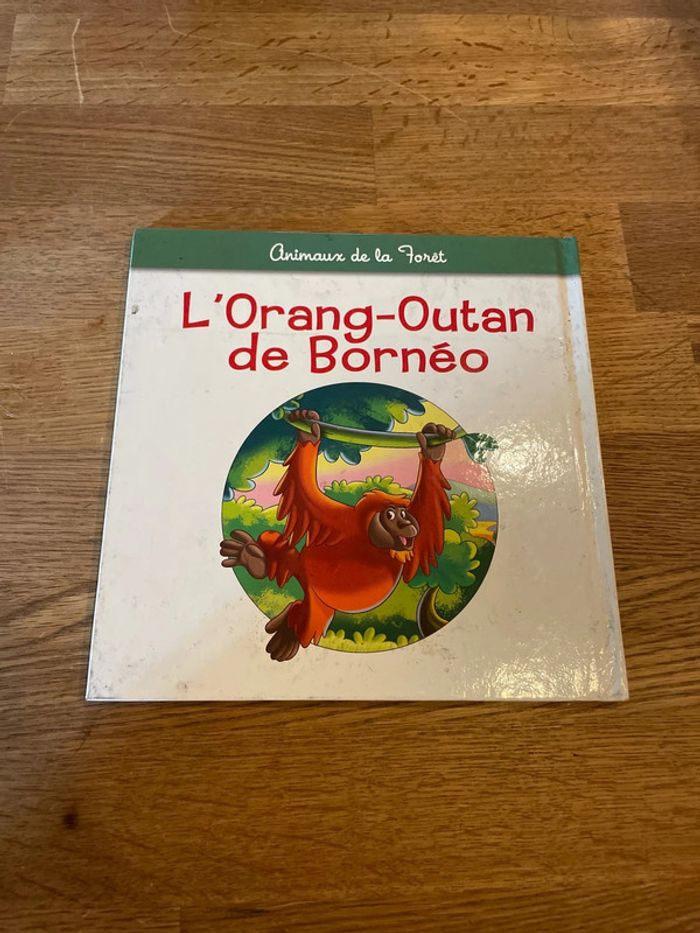 Animaux de la Forêt
L'Orang-Outan
de Bornéo